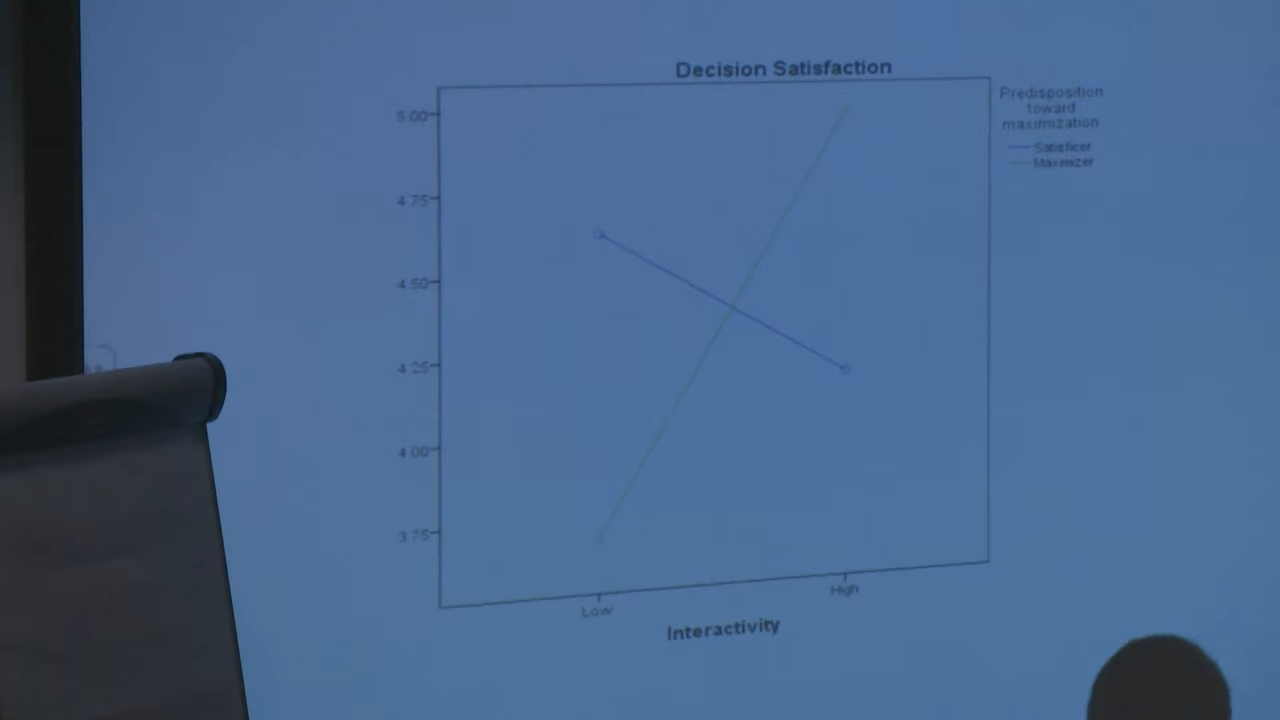 Decision Satisfaction
5.00
4.75
4.50
4.25
4.00
3.75
Low
High
Interactivity
Predisposition
toward
maximization
Satisficer
Maximizer